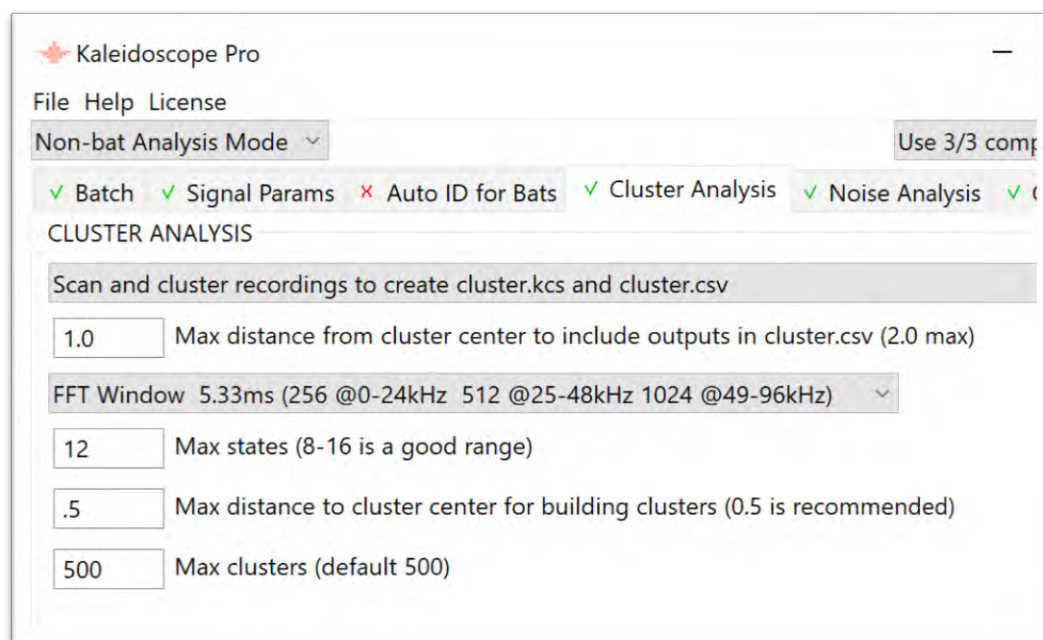 Kaleidoscope Pro
File Help License
Non-bat Analysis Mode Use 3/3
Batch Signal Params Auto ID for Bats Cluster Analysis Noise Analysis
CLUSTER ANALYSIS
Scan and cluster recordings to create cluster.kcs and cluster.csv
1.0 Max distance from cluster center to include outputs in cluster.csv (2.0 max)
FFT Window 5.33ms (256 @0-24kHz 512 @25-48kHz 1024 @49-96kHz)
12 Max states (8-16 is a good range)
.5 Max distance to cluster center for building clusters (0.5 is recommended)
500 Max clusters (default 500)